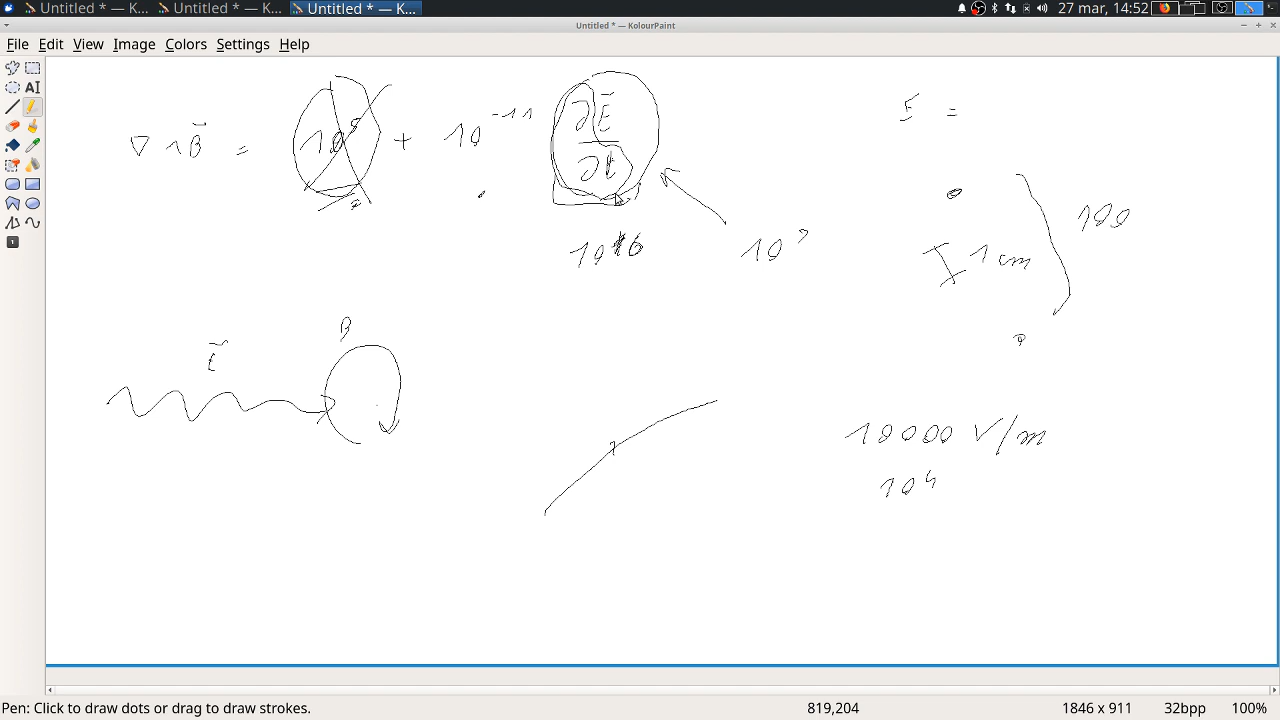 Untitled * — K... Untitled * — K... Untitled * — K... 27 mar, 14:52
Untitled * — KolourPaint
File Edit View Image Colors Settings Help
∇ ∧ B̄ = + 10⁻¹¹ ∂Ē/∂t
E =
100
1 cm
10
B
Ē
10000 V/m
10⁴
Pen: Click to draw dots or drag to draw strokes. 819,204 1846 x 911 32bpp 100%